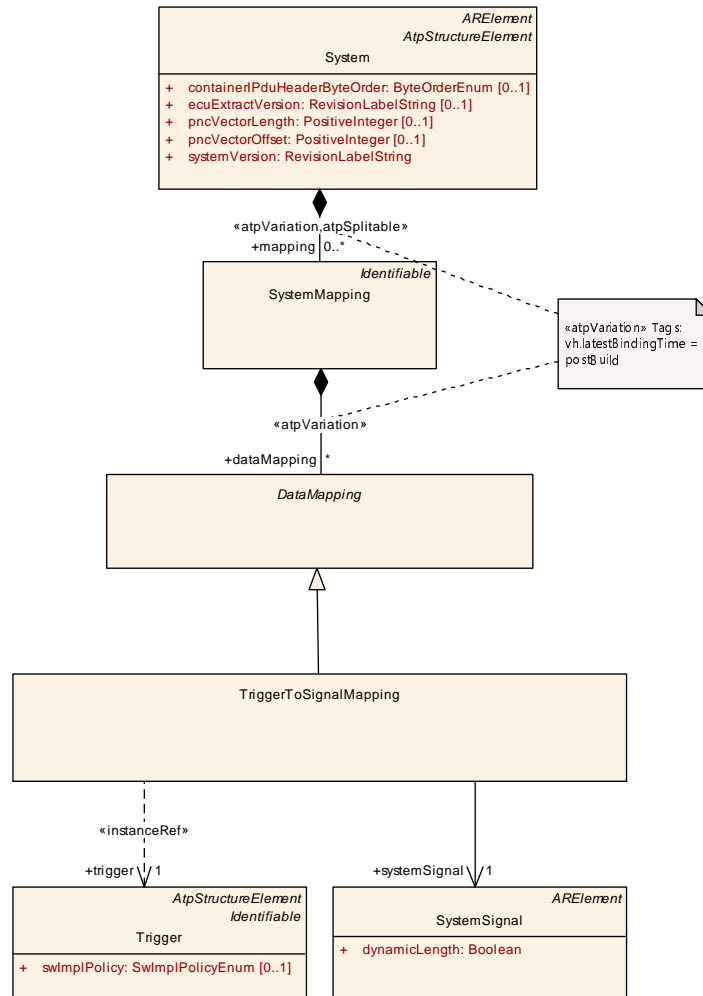 ARElement
AtpStructureElement
System
+ containerIPduHeaderByteOrder: ByteOrderEnum [0..1]
+ ecuExtractVersion: RevisionLabelString [0..1]
+ pncVectorLength: PositiveInteger [0..1]
+ pncVectorOffset: PositiveInteger [0..1]
+ systemVersion: RevisionLabelString
«atpVariation,atpSplitable»
+mapping 0..*
Identifiable
SystemMapping
«atpVariation» Tags:
vh.latestBindingTime =
postBuild
«atpVariation»
+dataMapping *
DataMapping
TriggerToSignalMapping
«instanceRef»
+trigger 1
+systemSignal 1
AtpStructureElement
Identifiable
Trigger
+ swImplPolicy: SwImplPolicyEnum [0..1]
ARElement
SystemSignal
+ dynamicLength: Boolean